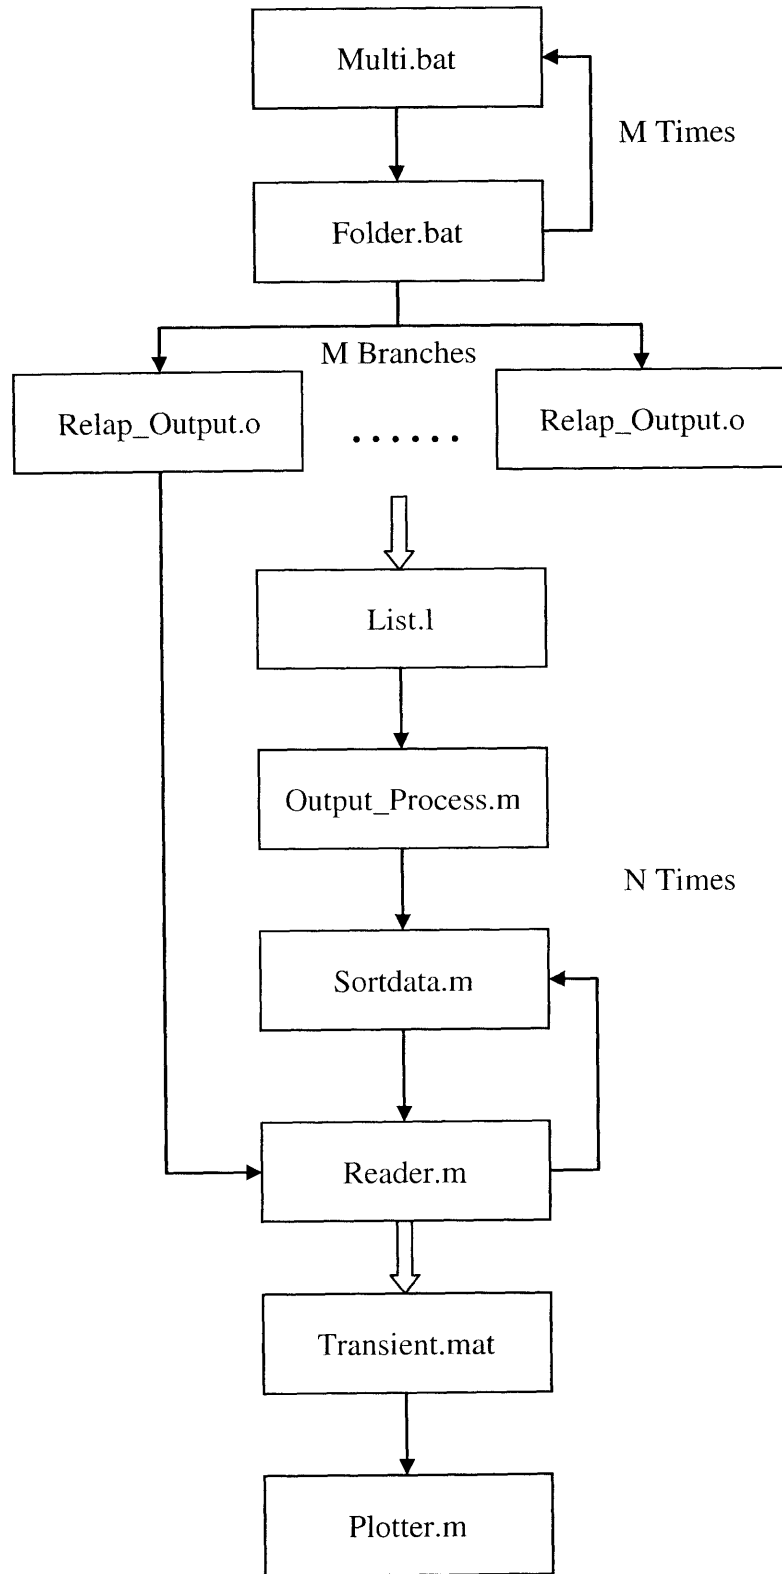 Multi.bat
M Times
Folder.bat
M Branches
Relap_Output.o
......
Relap_Output.o
List.l
Output_Process.m
N Times
Sortdata.m
Reader.m
Transient.mat
Plotter.m